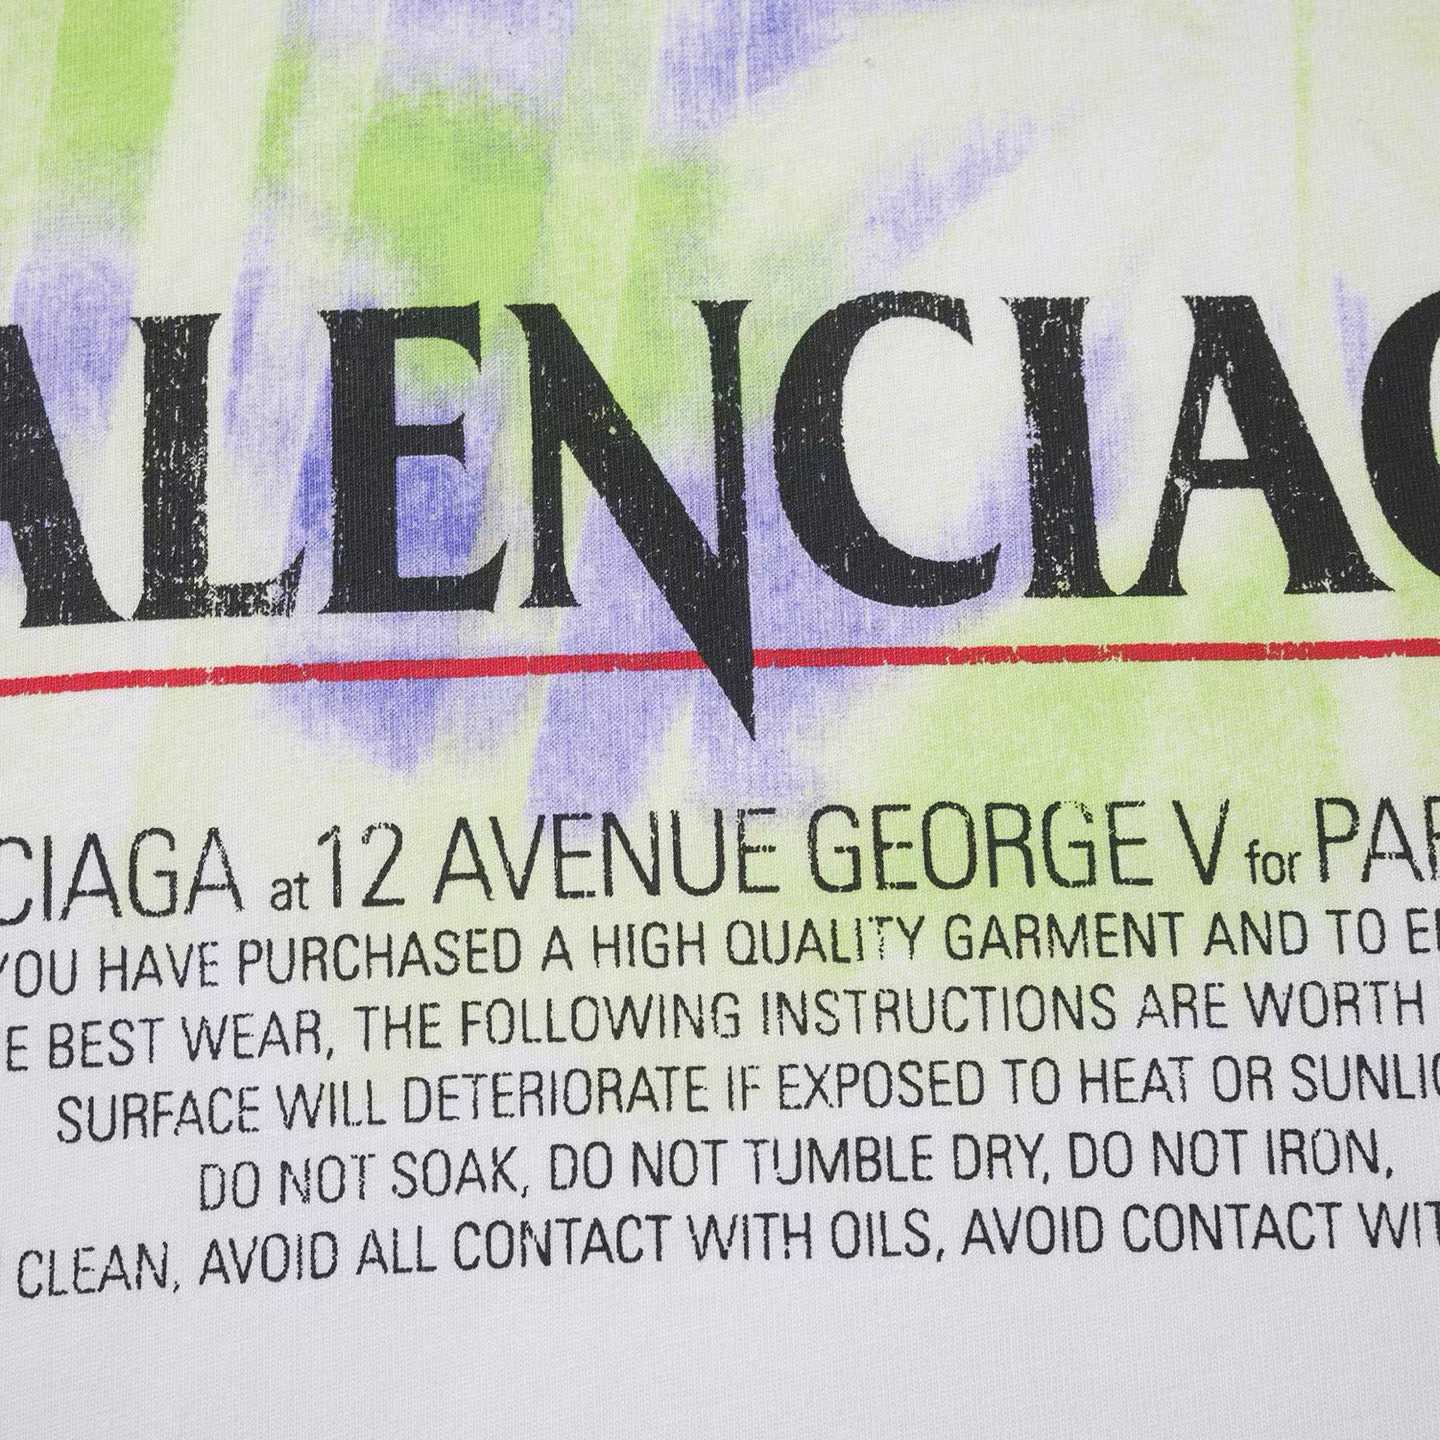 ALENCIAG
CIAGA at 12 AVENUE GEORGE V for PAR
YOU HAVE PURCHASED A HIGH QUALITY GARMENT AND TO E
E BEST WEAR, THE FOLLOWING INSTRUCTIONS ARE WORTH
SURFACE WILL DETERIORATE IF EXPOSED TO HEAT OR SUNLIG
DO NOT SOAK, DO NOT TUMBLE DRY, DO NOT IRON,
CLEAN, AVOID ALL CONTACT WITH OILS, AVOID CONTACT WIT